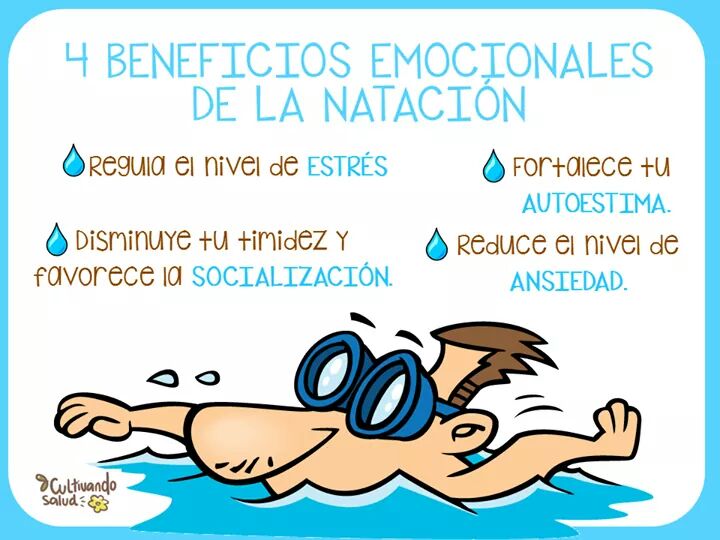 4 BENEFICIOS EMOCIONALES
DE LA NATACIÓN
Regula el nivel de ESTRÉS
Fortalece tu
AUTOESTIMA.
Disminuye tu timidez y
favorece la SOCIALIZACIÓN.
Reduce el nivel de
ANSIEDAD.
Cultivando
Salud